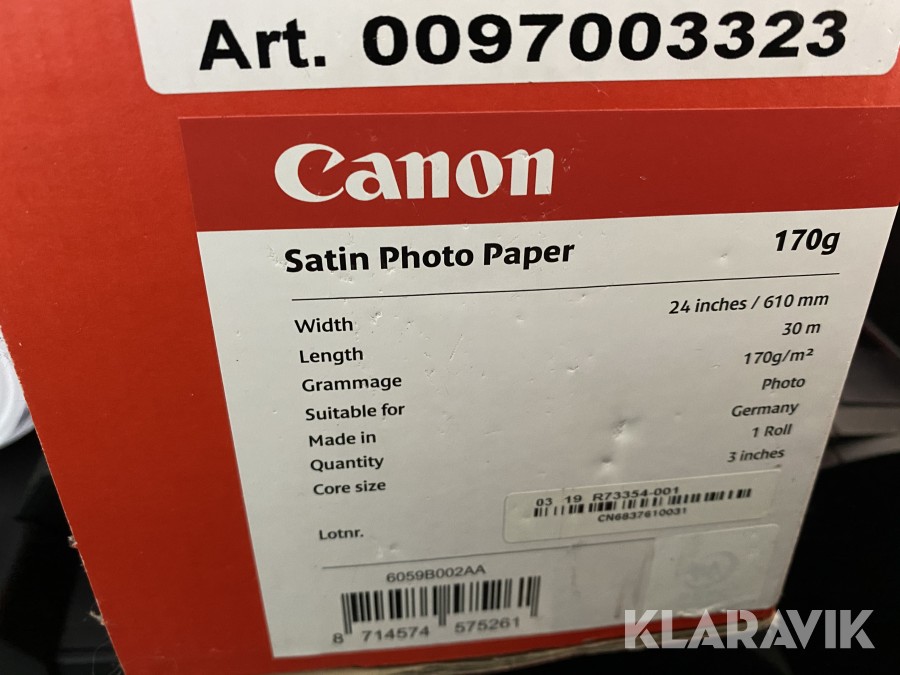 Art. 0097003323
Canon
Satin Photo Paper 170g
Width 24 inches / 610 mm
Length 30 m
Grammage 170g/m²
Suitable for Photo
Made in Germany
Quantity 1 Roll
Core size 3 inches
03 19 R73354-001
CN6837610031
Lotnr.
6059B002AA
8 714574 575261
KLARAVIK